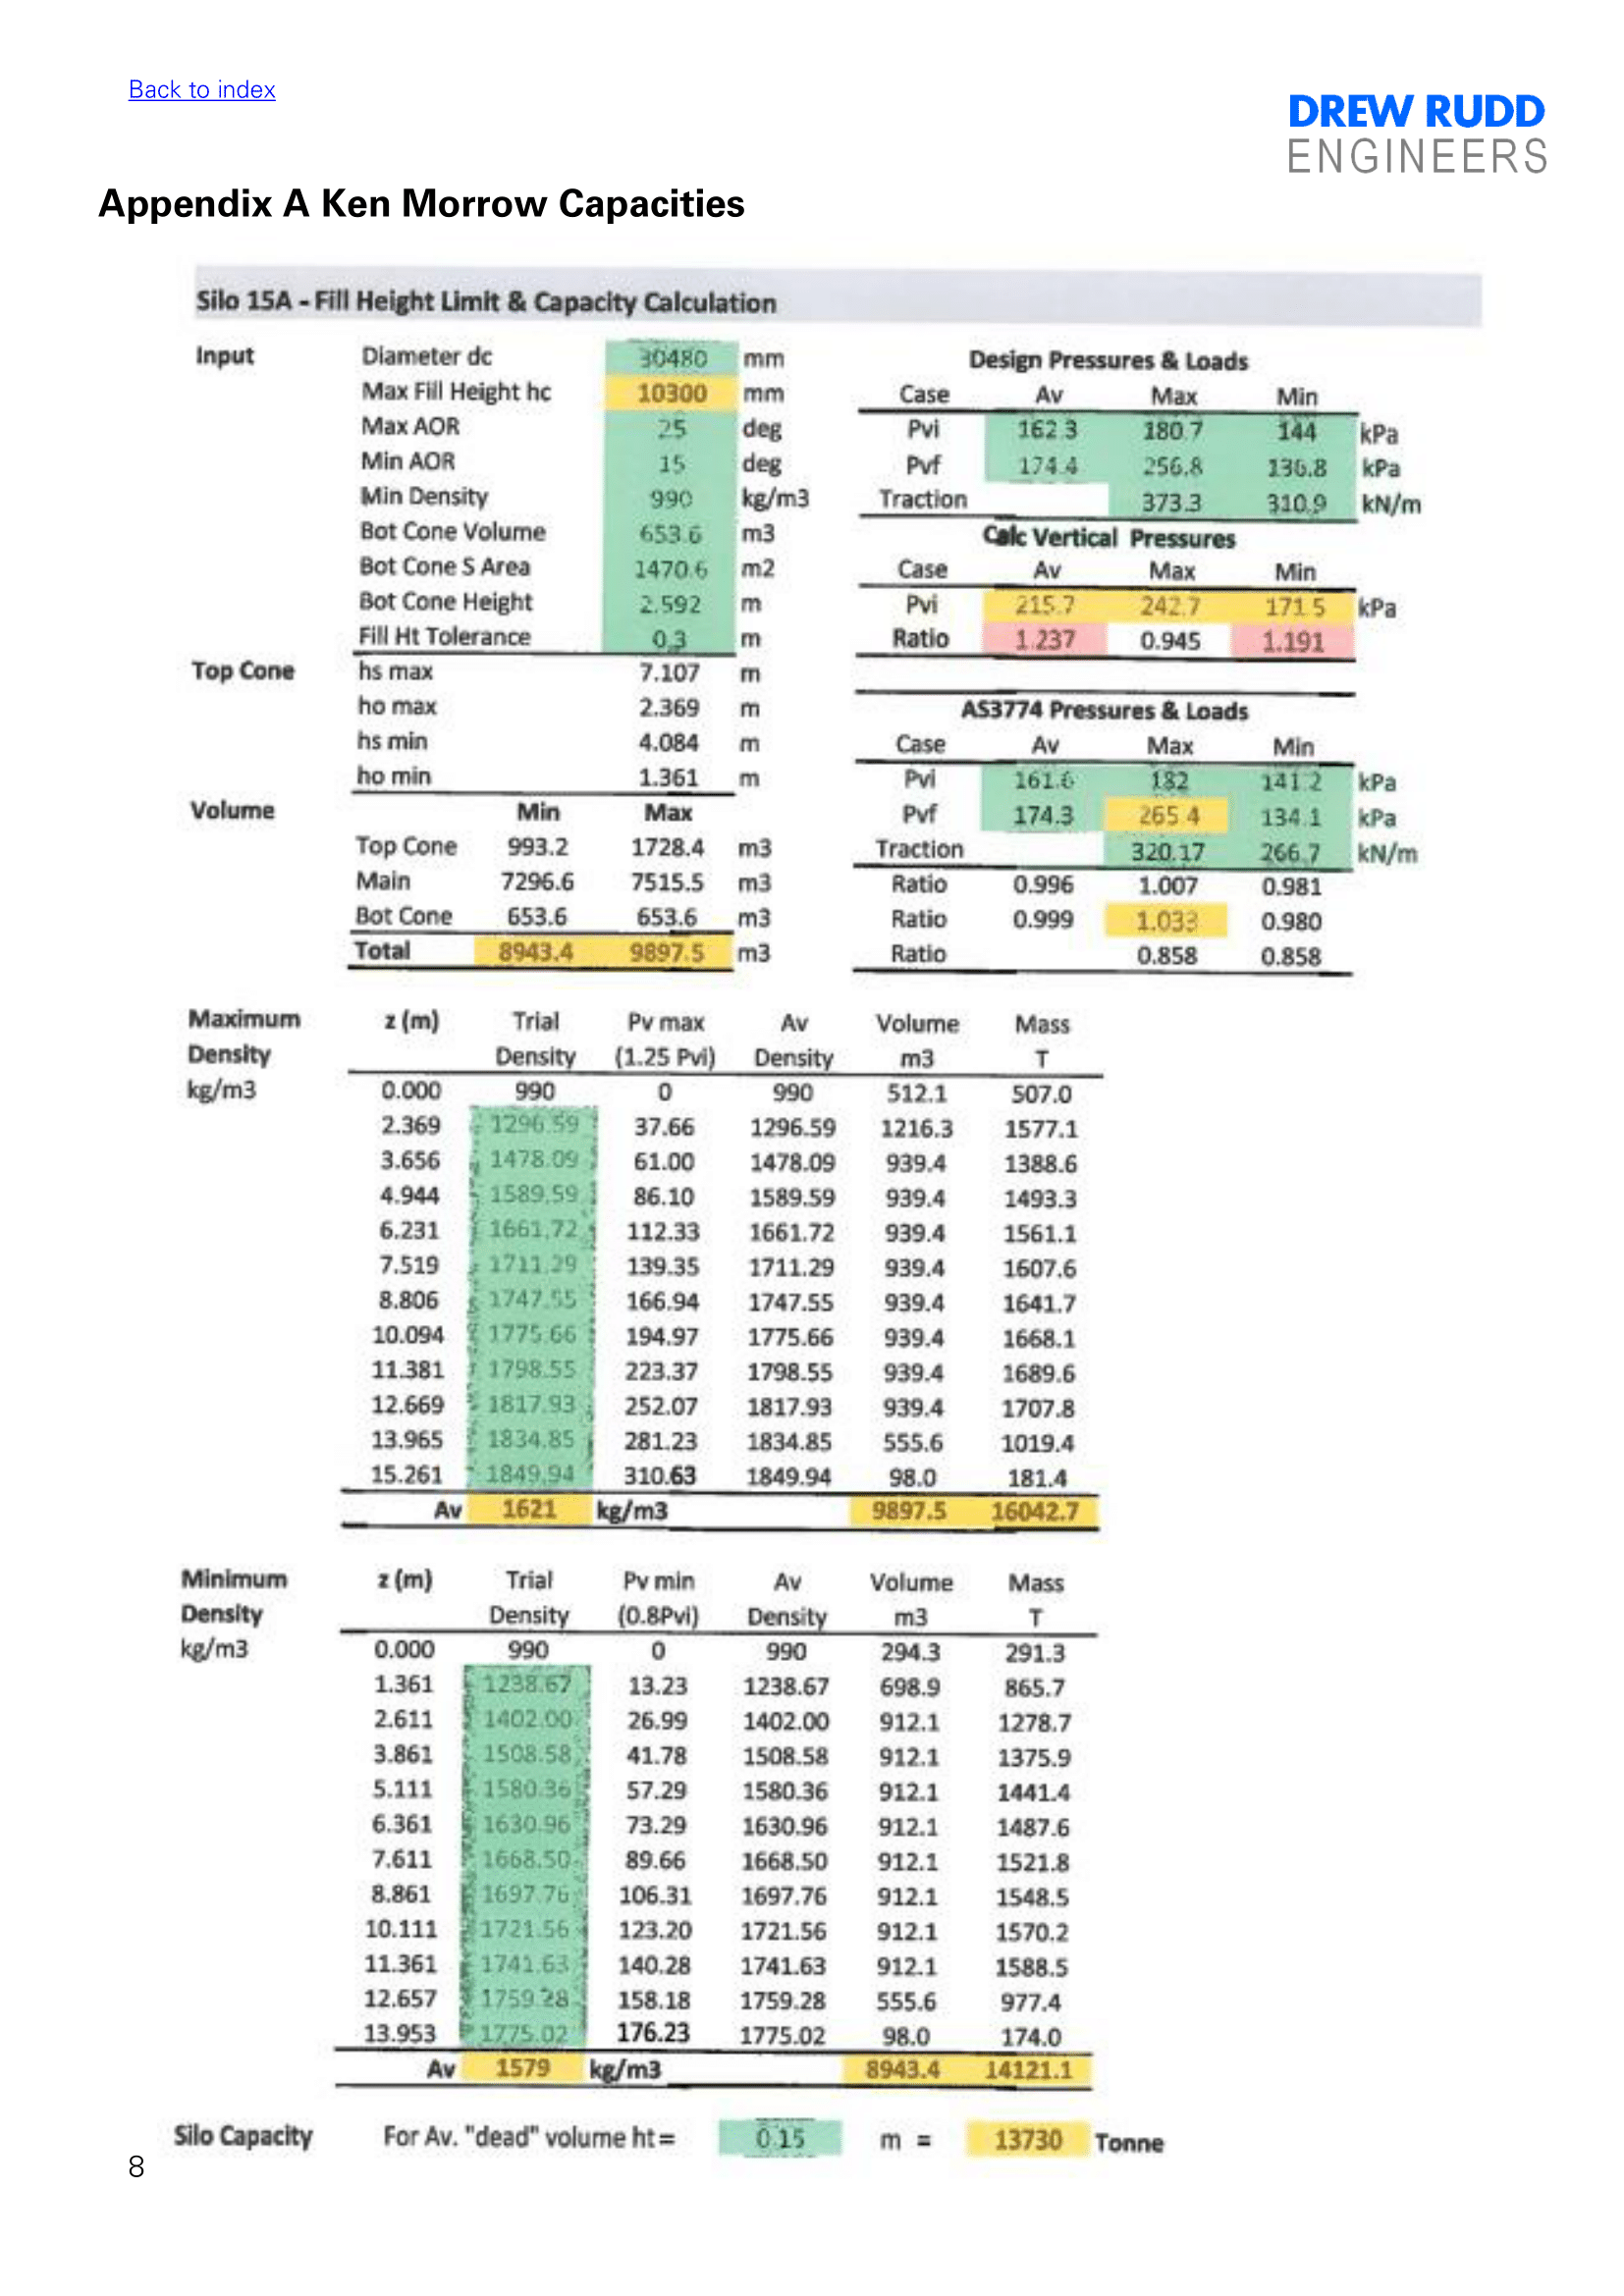 Back to index
DREW RUDD
ENGINEERS
Appendix A Ken Morrow Capacities
Silo 15A - Fill Height Limit & Capacity Calculation
Input Diameter dc 30480 mm Design Pressures & Loads
Max Fill Height hc 10300 mm Case Av Max Min
Max AOR 25 deg Pvi 162.3 180.7 144 kPa
Min AOR 15 deg Pvf 174.4 256.8 136.8 kPa
Min Density 990 kg/m3 Traction 373.3 310.9 kN/m
Bot Cone Volume 653.6 m3 Calc Vertical Pressures
Bot Cone S Area 1470.6 m2 Case Av Max Min
Bot Cone Height 2.592 m Pvi 215.7 242.7 171.5 kPa
Fill Ht Tolerance 0.3 m Ratio 1.237 0.945 1.191
Top Cone hs max 7.107 m
ho max 2.369 m AS3774 Pressures & Loads
hs min 4.084 m Case Av Max Min
ho min 1.361 m Pvi 161.6 182 141.2 kPa
Volume Min Max Pvf 174.3 265.4 134.1 kPa
Top Cone 993.2 1728.4 m3 Traction 320.17 266.7 kN/m
Main 7296.6 7515.5 m3 Ratio 0.996 1.007 0.981
Bot Cone 653.6 653.6 m3 Ratio 0.999 1.033 0.980
Total 8943.4 9897.5 m3 Ratio 0.858 0.858
Maximum z (m) Trial Pv max Av Volume Mass
Density Density (1.25 Pvi) Density m3 T
kg/m3 0.000 990 0 990 512.1 507.0
2.369 1296.59 37.66 1296.59 1216.3 1577.1
3.656 1478.09 61.00 1478.09 939.4 1388.6
4.944 1589.59 86.10 1589.59 939.4 1493.3
6.231 1661.72 112.33 1661.72 939.4 1561.1
7.519 1711.29 139.35 1711.29 939.4 1607.6
8.806 1747.55 166.94 1747.55 939.4 1641.7
10.094 1775.66 194.97 1775.66 939.4 1668.1
11.381 1798.55 223.37 1798.55 939.4 1689.6
12.669 1817.93 252.07 1817.93 939.4 1707.8
13.965 1834.85 281.23 1834.85 555.6 1019.4
15.261 1849.94 310.63 1849.94 98.0 181.4
Av 1621 kg/m3 9897.5 16042.7
Minimum z (m) Trial Pv min Av Volume Mass
Density Density (0.8Pvi) Density m3 T
kg/m3 0.000 990 0 990 294.3 291.3
1.361 1238.67 13.23 1238.67 698.9 865.7
2.611 1402.00 26.99 1402.00 912.1 1278.7
3.861 1508.58 41.78 1508.58 912.1 1375.9
5.111 1580.36 57.29 1580.36 912.1 1441.4
6.361 1630.96 73.29 1630.96 912.1 1487.6
7.611 1668.50 89.66 1668.50 912.1 1521.8
8.861 1697.76 106.31 1697.76 912.1 1548.5
10.111 1721.56 123.20 1721.56 912.1 1570.2
11.361 1741.63 140.28 1741.63 912.1 1588.5
12.657 1759.28 158.18 1759.28 555.6 977.4
13.953 1775.02 176.23 1775.02 98.0 174.0
Av 1579 kg/m3 8943.4 14121.1
Silo Capacity For Av. "dead" volume ht = 0.15 m = 13730 Tonne
8